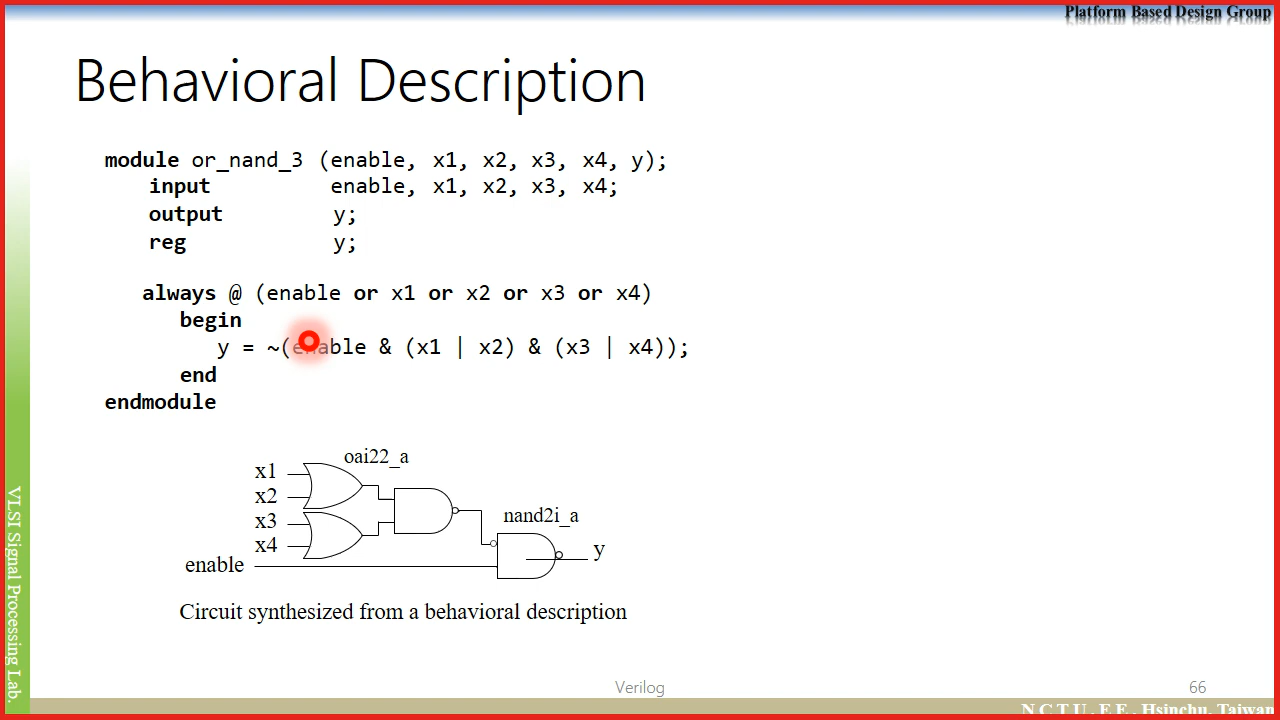 Platform Based Design Group
Behavioral Description
module or_nand_3 (enable, x1, x2, x3, x4, y);
input enable, x1, x2, x3, x4;
output y;
reg y;
always @ (enable or x1 or x2 or x3 or x4)
begin
y = ~(enable & (x1 | x2) & (x3 | x4));
end
endmodule
oai22_a
x1
x2
x3
x4
enable
nand2i_a
y
Circuit synthesized from a behavioral description
VLSI Signal Processing Lab.
Verilog
66
N C T U . E E , Hsinchu, Taiwan